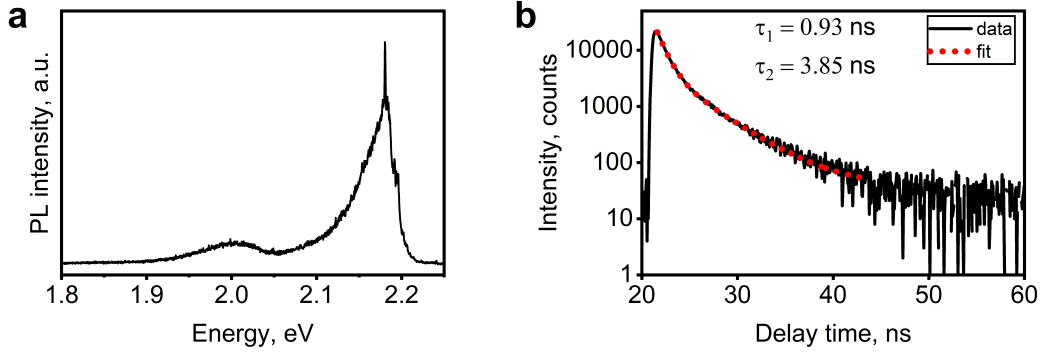 a
PL intensity, a.u.
1.8 1.9 2.0 2.1 2.2
Energy, eV
b
τ1 = 0.93 ns
τ2 = 3.85 ns
data
fit
Intensity, counts
10000
1000
100
10
1
20 30 40 50 60
Delay time, ns